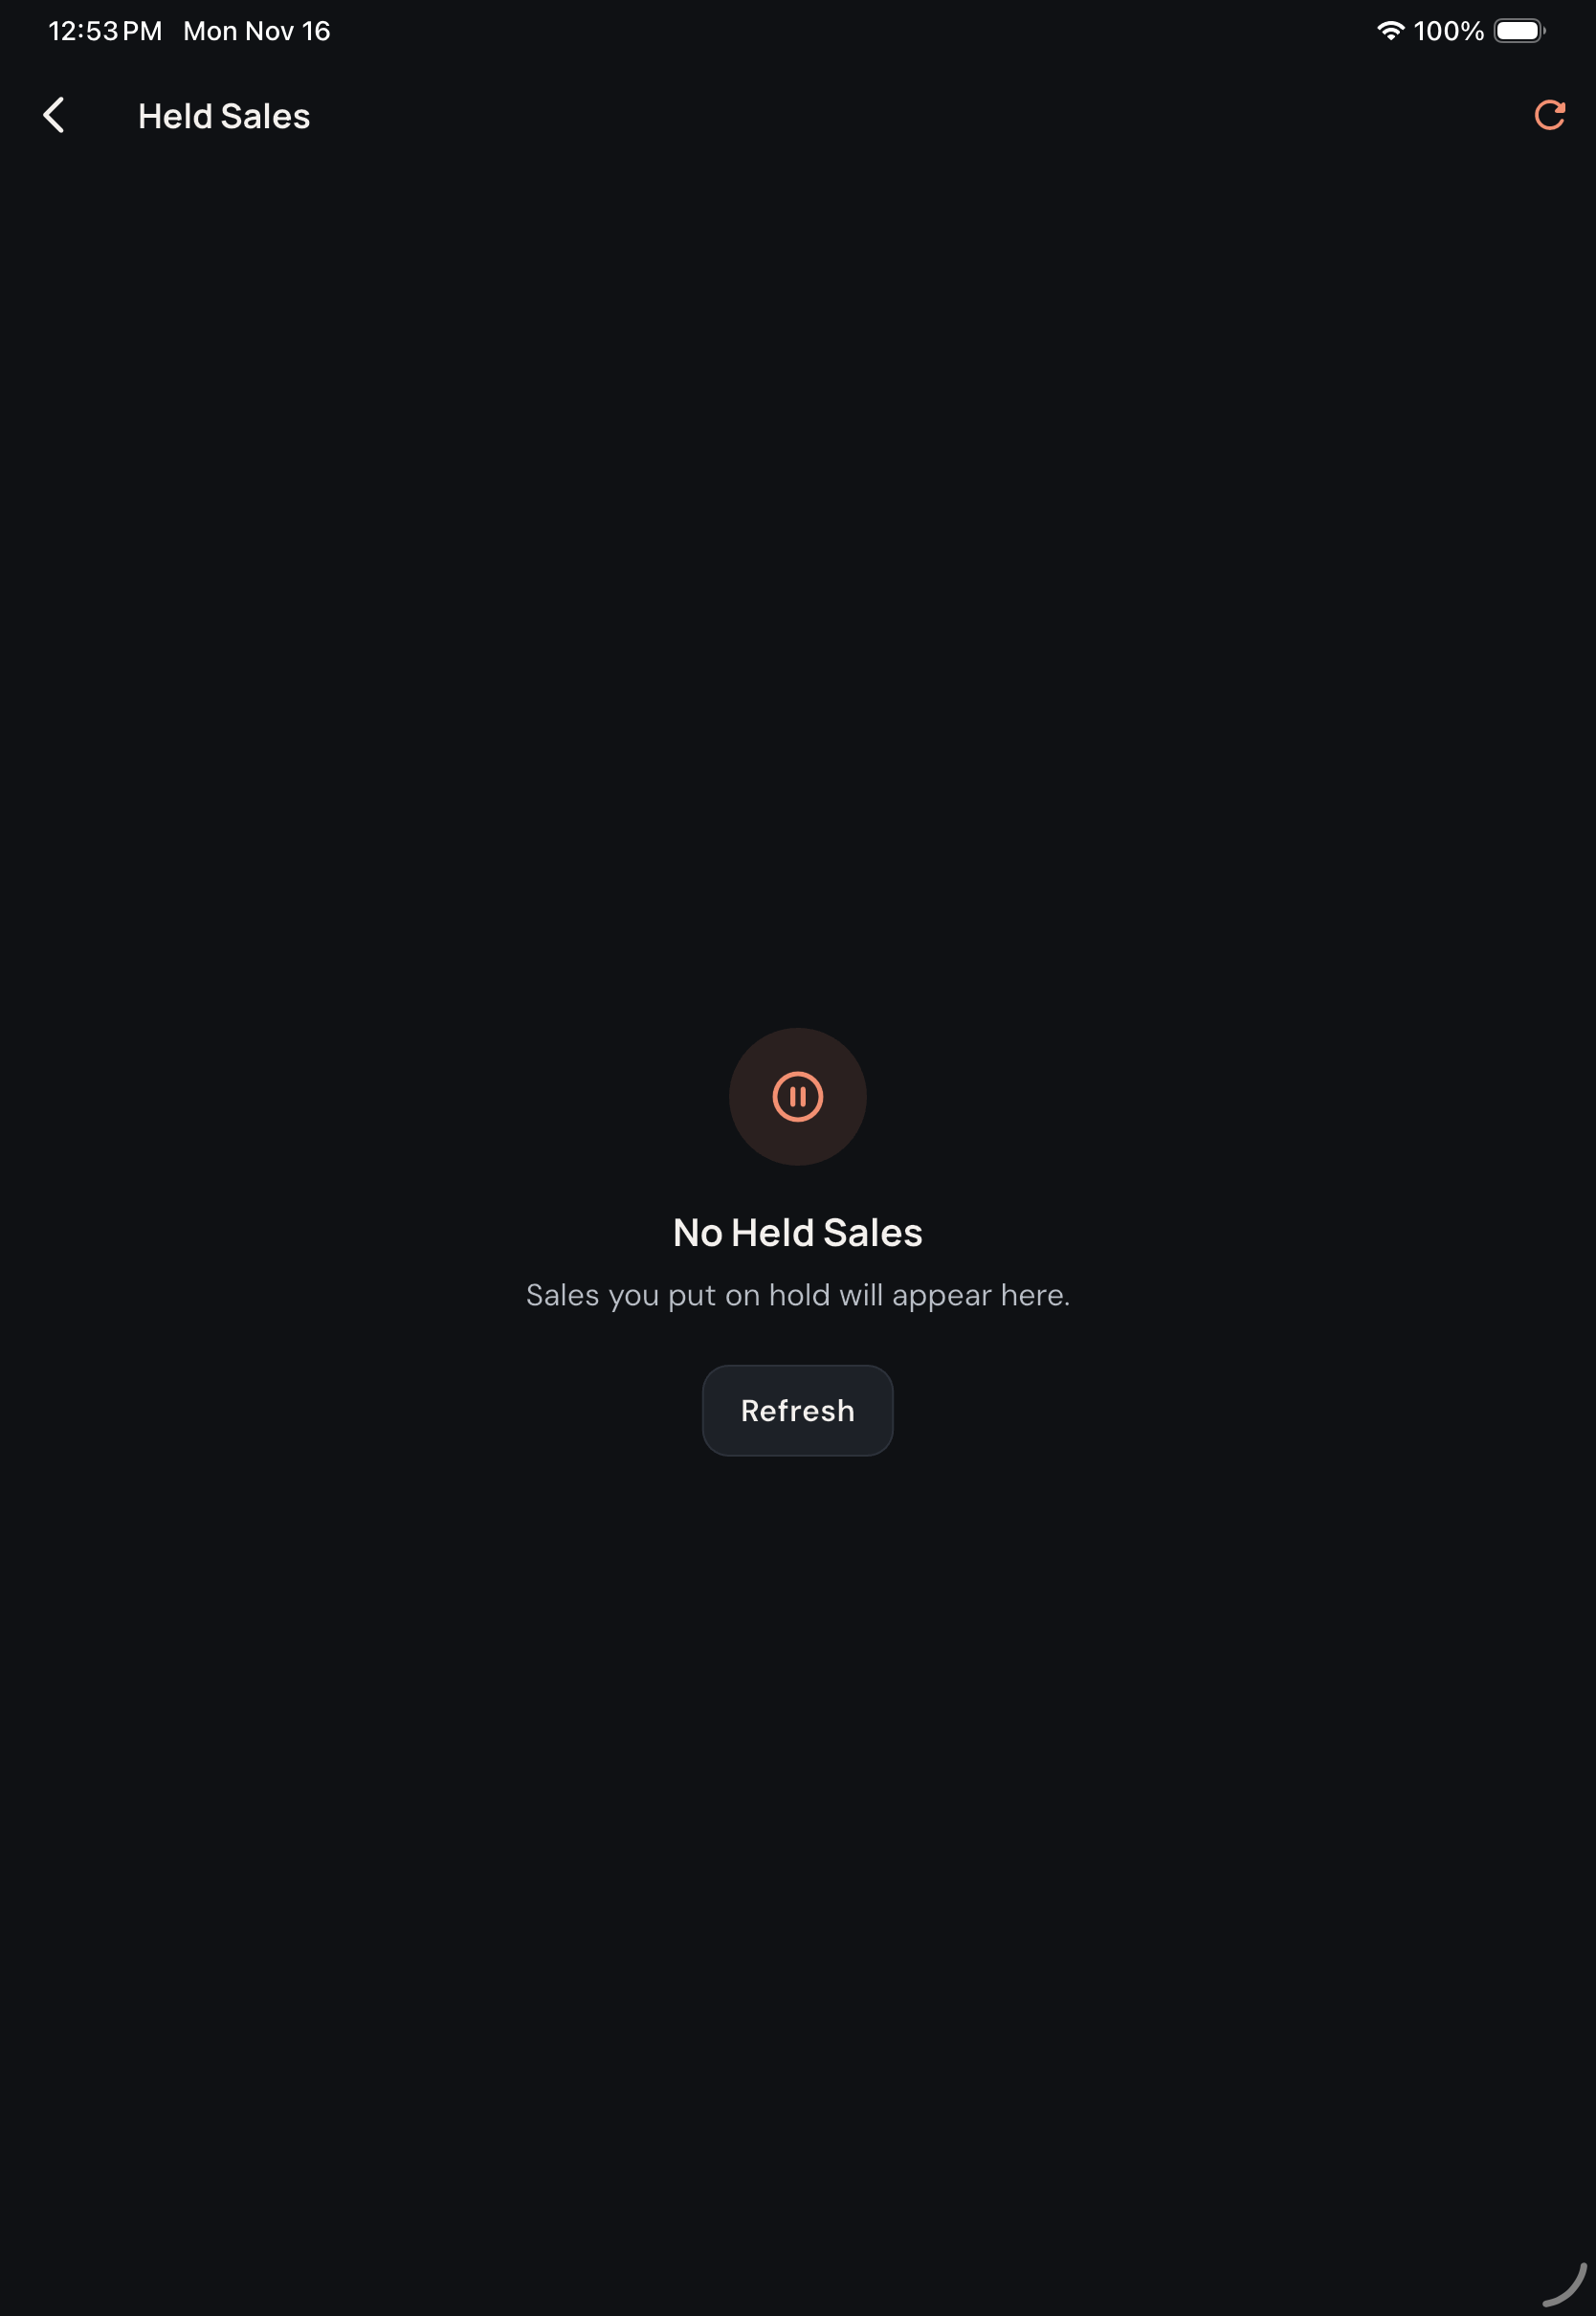 12:53 PM Mon Nov 16
100%
Held Sales
No Held Sales
Sales you put on hold will appear here.
Refresh